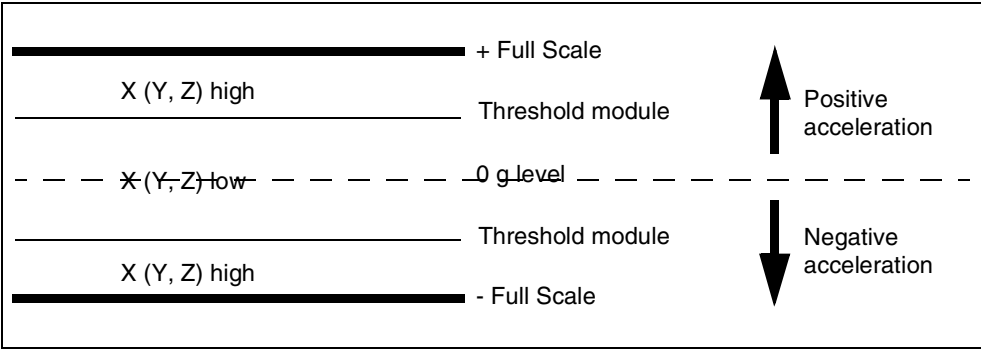 + Full Scale
X (Y, Z) high
Threshold module
Positive
acceleration
X (Y, Z) low
0 g level
Threshold module
Negative
acceleration
X (Y, Z) high
- Full Scale